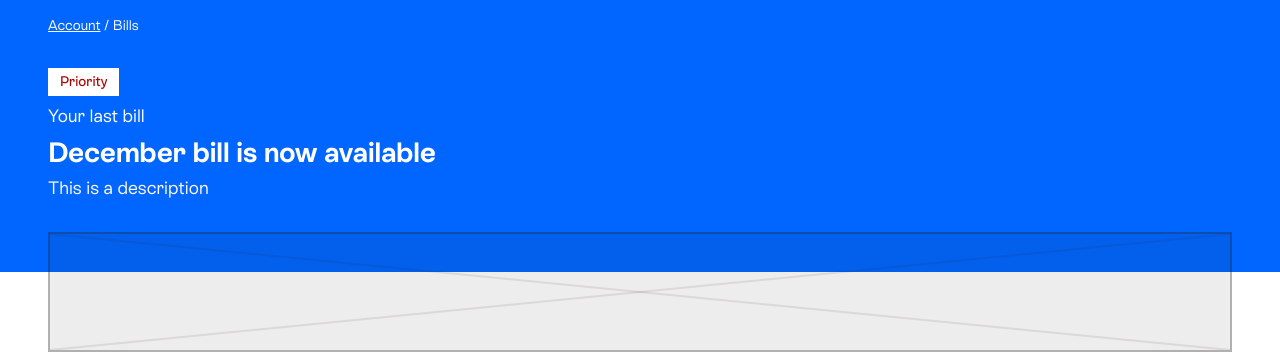 Account / Bills
Priority
Your last bill
December bill is now available
This is a description